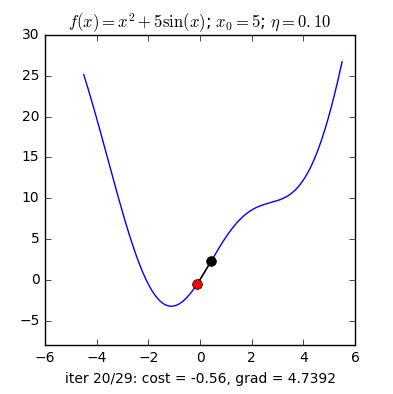 f(x) = x² + 5sin(x); x₀ = 5; η = 0.10
30
25
20
15
10
5
0
−5
−6 −4 −2 0 2 4 6
iter 20/29: cost = -0.56, grad = 4.7392